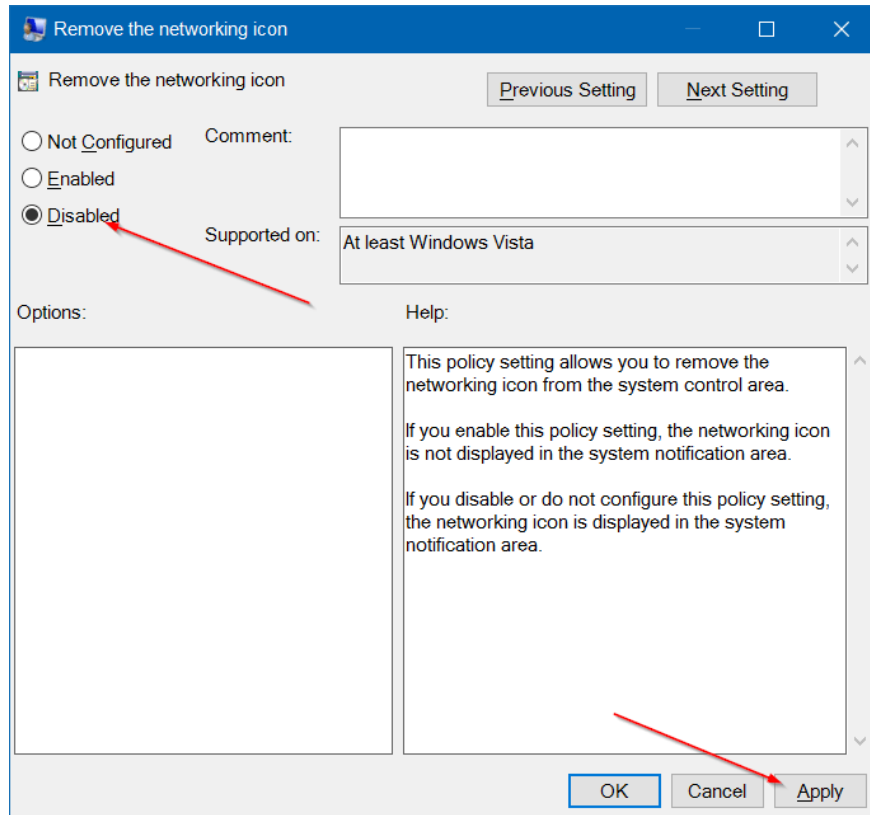 Remove the networking icon
Remove the networking icon
Previous Setting
Next Setting
Not Configured
Comment:
Enabled
Disabled
Supported on:
At least Windows Vista
Options:
Help:
This policy setting allows you to remove the
networking icon from the system control area.
If you enable this policy setting, the networking icon
is not displayed in the system notification area.
If you disable or do not configure this policy setting,
the networking icon is displayed in the system
notification area.
OK
Cancel
Apply